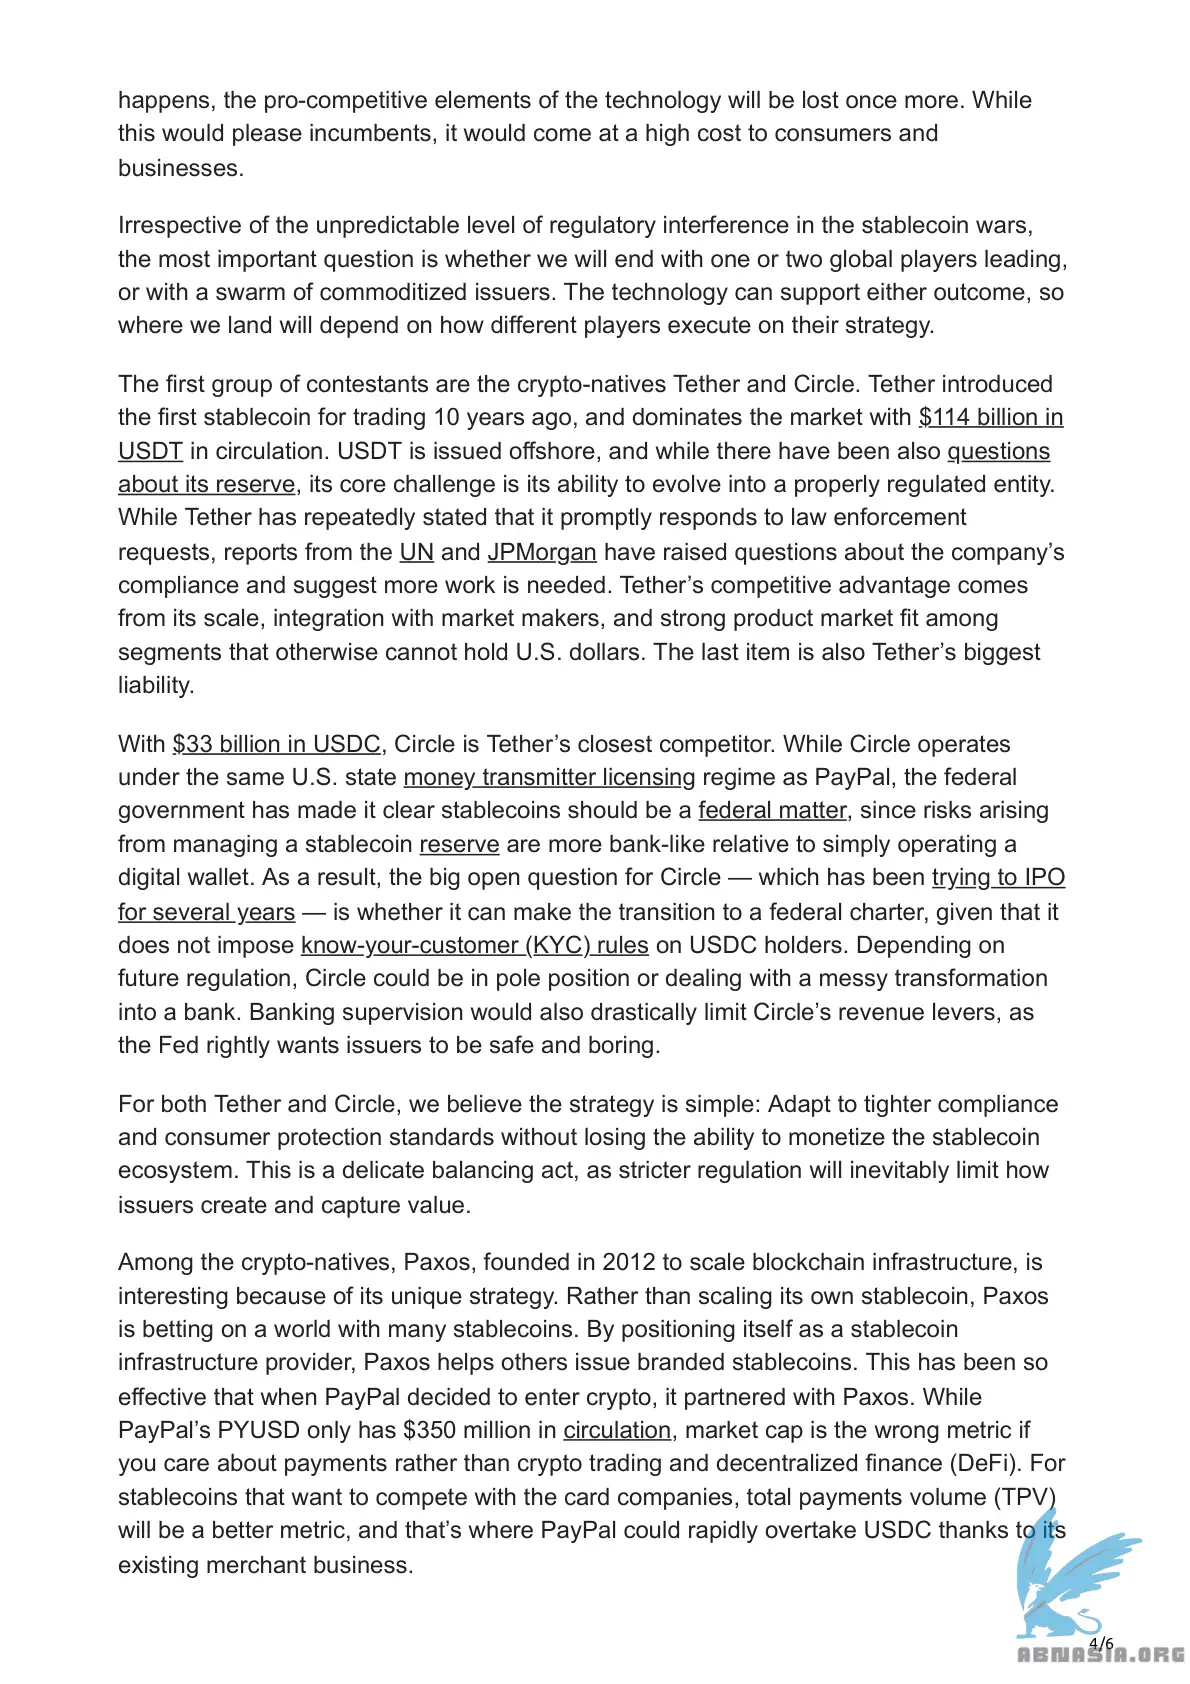 happens, the pro-competitive elements of the technology will be lost once more. While
this would please incumbents, it would come at a high cost to consumers and
businesses.
Irrespective of the unpredictable level of regulatory interference in the stablecoin wars,
the most important question is whether we will end with one or two global players leading,
or with a swarm of commoditized issuers. The technology can support either outcome, so
where we land will depend on how different players execute on their strategy.
The first group of contestants are the crypto-natives Tether and Circle. Tether introduced
the first stablecoin for trading 10 years ago, and dominates the market with $114 billion in
USDT in circulation. USDT is issued offshore, and while there have been also questions
about its reserve, its core challenge is its ability to evolve into a properly regulated entity.
While Tether has repeatedly stated that it promptly responds to law enforcement
requests, reports from the UN and JPMorgan have raised questions about the company’s
compliance and suggest more work is needed. Tether’s competitive advantage comes
from its scale, integration with market makers, and strong product market fit among
segments that otherwise cannot hold U.S. dollars. The last item is also Tether’s biggest
liability.
With $33 billion in USDC, Circle is Tether’s closest competitor. While Circle operates
under the same U.S. state money transmitter licensing regime as PayPal, the federal
government has made it clear stablecoins should be a federal matter, since risks arising
from managing a stablecoin reserve are more bank-like relative to simply operating a
digital wallet. As a result, the big open question for Circle — which has been trying to IPO
for several years — is whether it can make the transition to a federal charter, given that it
does not impose know-your-customer (KYC) rules on USDC holders. Depending on
future regulation, Circle could be in pole position or dealing with a messy transformation
into a bank. Banking supervision would also drastically limit Circle’s revenue levers, as
the Fed rightly wants issuers to be safe and boring.
For both Tether and Circle, we believe the strategy is simple: Adapt to tighter compliance
and consumer protection standards without losing the ability to monetize the stablecoin
ecosystem. This is a delicate balancing act, as stricter regulation will inevitably limit how
issuers create and capture value.
Among the crypto-natives, Paxos, founded in 2012 to scale blockchain infrastructure, is
interesting because of its unique strategy. Rather than scaling its own stablecoin, Paxos
is betting on a world with many stablecoins. By positioning itself as a stablecoin
infrastructure provider, Paxos helps others issue branded stablecoins. This has been so
effective that when PayPal decided to enter crypto, it partnered with Paxos. While
PayPal’s PYUSD only has $350 million in circulation, market cap is the wrong metric if
you care about payments rather than crypto trading and decentralized finance (DeFi). For
stablecoins that want to compete with the card companies, total payments volume (TPV)
will be a better metric, and that’s where PayPal could rapidly overtake USDC thanks to its
existing merchant business.
4/6
ABNASIA.ORG